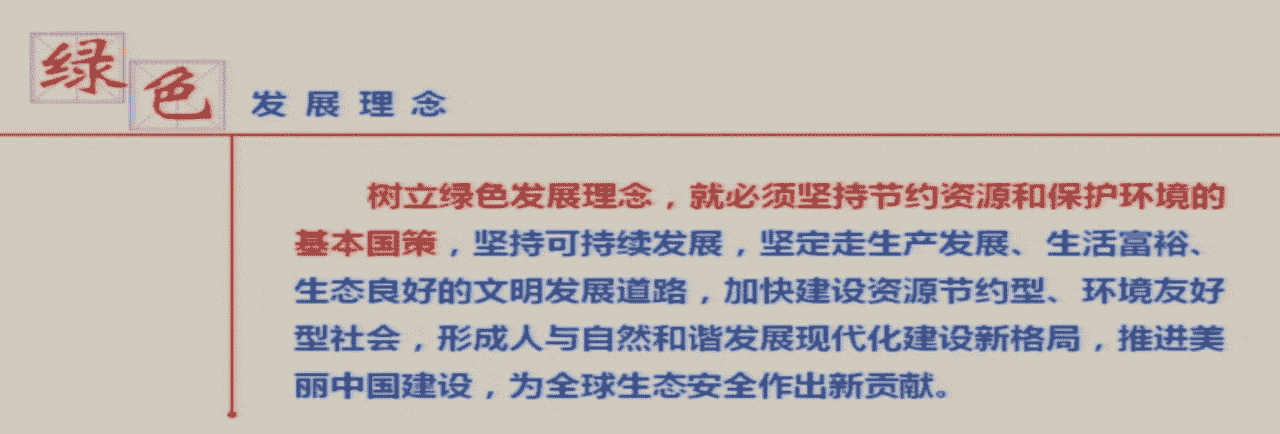 绿色发展理念
树立绿色发展理念，就必须坚持节约资源和保护环境的
基本国策，坚持可持续发展，坚定走生产发展、生活富裕、
生态良好的文明发展道路，加快建设资源节约型、环境友好
型社会，形成人与自然和谐发展现代化建设新格局，推进美
丽中国建设，为全球生态安全作出新贡献。